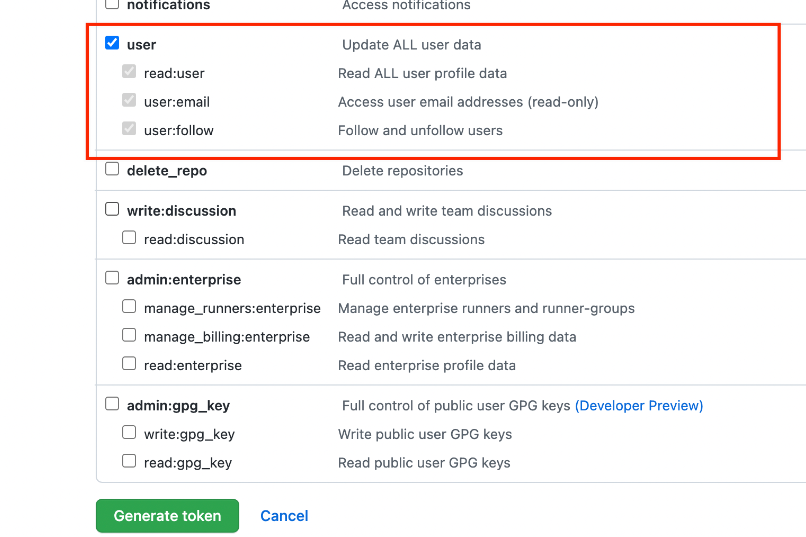 notifications Access notifications
user Update ALL user data
read:user Read ALL user profile data
user:email Access user email addresses (read-only)
user:follow Follow and unfollow users
delete_repo Delete repositories
write:discussion Read and write team discussions
read:discussion Read team discussions
admin:enterprise Full control of enterprises
manage_runners:enterprise Manage enterprise runners and runner-groups
manage_billing:enterprise Read and write enterprise billing data
read:enterprise Read enterprise profile data
admin:gpg_key Full control of public user GPG keys (Developer Preview)
write:gpg_key Write public user GPG keys
read:gpg_key Read public user GPG keys
Generate token Cancel